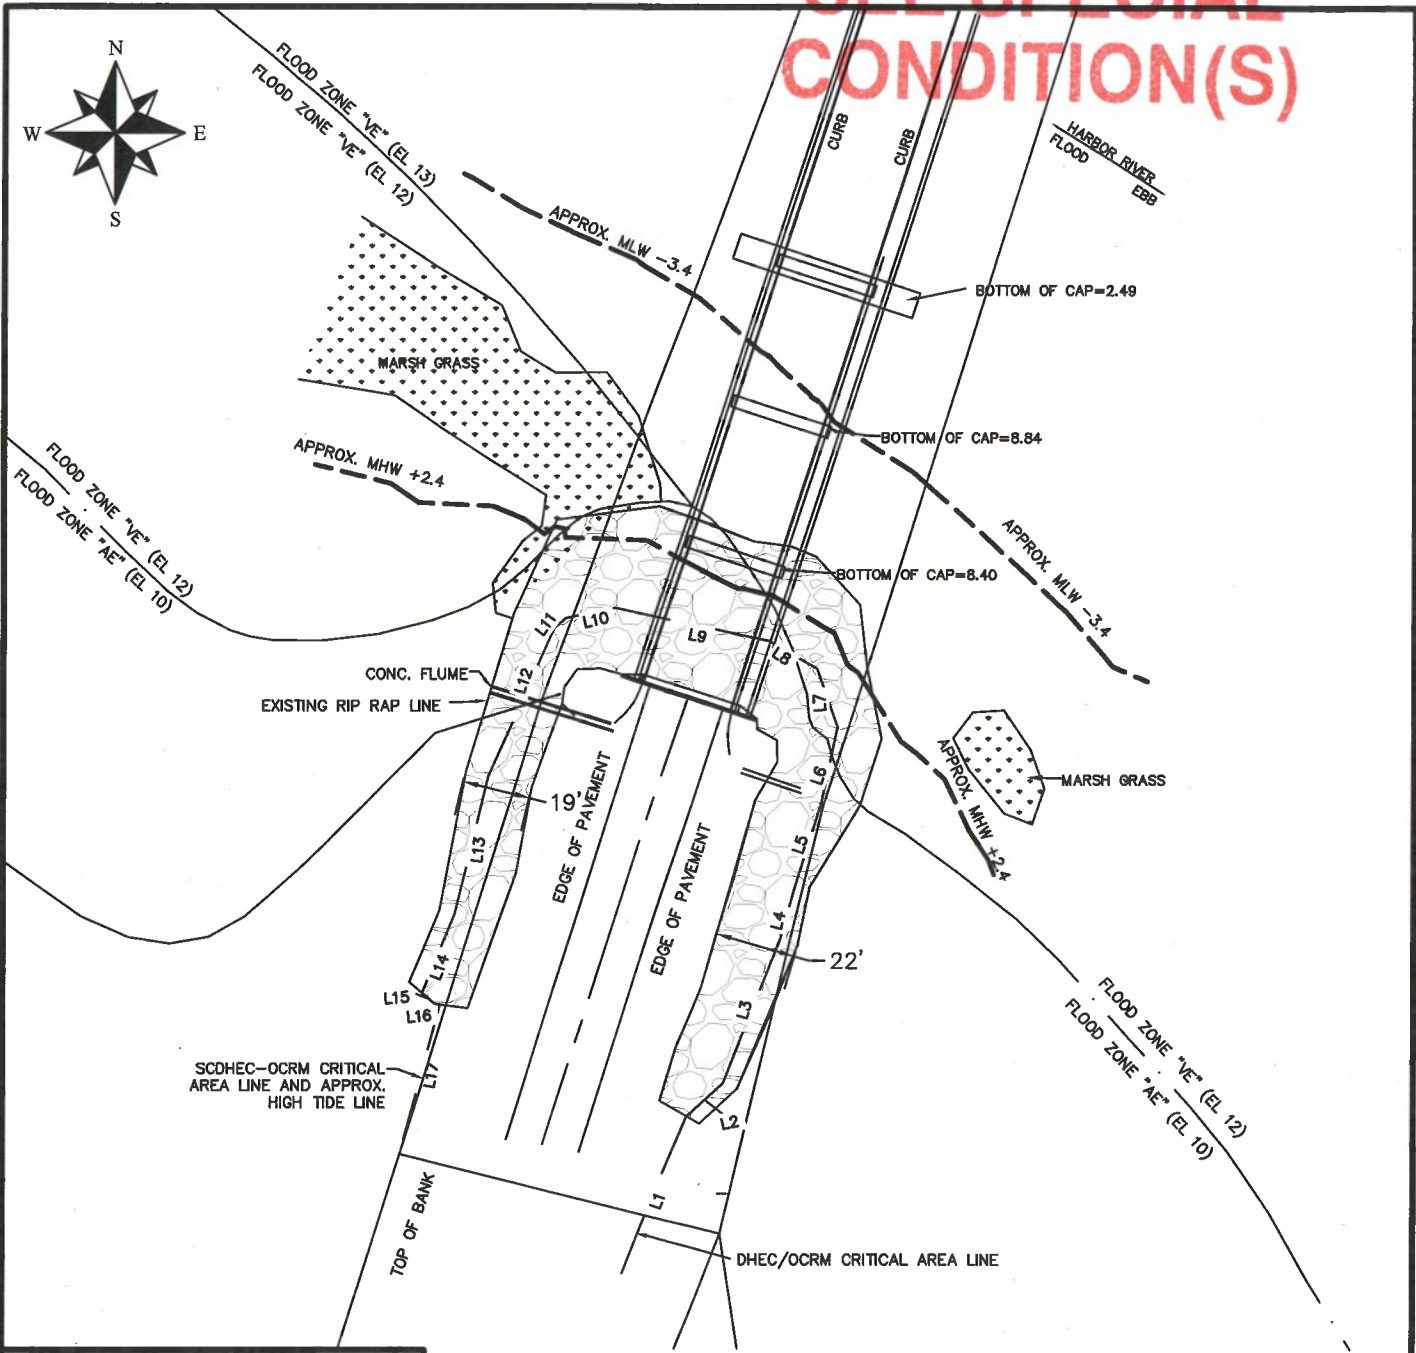 SEE SPECIAL
CONDITION(S)
N
W
E
S
FLOOD ZONE "VE" (EL 13)
FLOOD ZONE "VE" (EL 12)
CURB
CURB
HARBOR RIVER
FLOOD
EBB
APPROX. MLW -3.4
BOTTOM OF CAP=2.49
MARSH GRASS
BOTTOM OF CAP=8.84
APPROX. MHW +2.4
FLOOD ZONE "VE" (EL 12)
FLOOD ZONE "AE" (EL 10)
APPROX. MLW -3.4
BOTTOM OF CAP=8.40
L11
L10
L9
L8
CONC. FLUME
L12
EXISTING RIP RAP LINE
L7
L6
APPROX. MHW +2.4
MARSH GRASS
19'
EDGE OF PAVEMENT
L13
EDGE OF PAVEMENT
L5
L4
22'
L14
L15
L16
L3
FLOOD ZONE "VE" (EL 12)
FLOOD ZONE "AE" (EL 10)
SCDHEC-OCRM CRITICAL
AREA LINE AND APPROX.
HIGH TIDE LINE
L17
L2
L1
TOP OF BANK
DHEC/OCRM CRITICAL AREA LINE